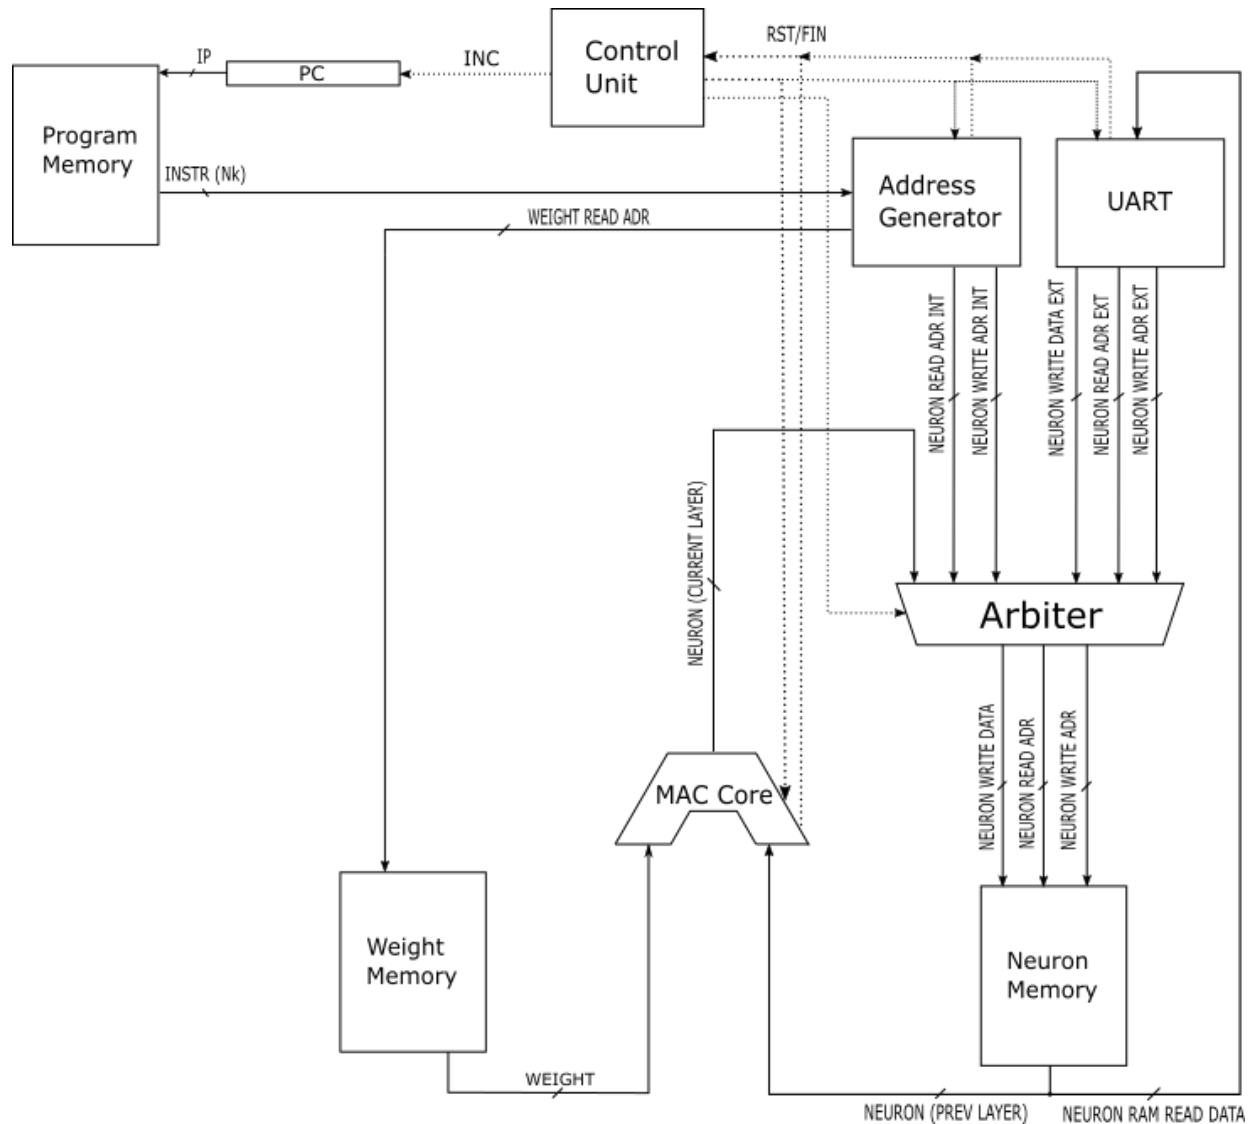 RST/FIN
Control
Unit
IP
INC
PC
Program
Memory
INSTR (Nk)
WEIGHT READ ADR
Address
Generator
UART
NEURON READ ADR INT
NEURON WRITE ADR INT
NEURON WRITE DATA EXT
NEURON READ ADR EXT
NEURON WRITE ADR EXT
NEURON (CURRENT LAYER)
Arbiter
NEURON WRITE DATA
NEURON READ ADR
NEURON WRITE ADR
MAC Core
Weight
Memory
Neuron
Memory
WEIGHT
NEURON (PREV LAYER)
NEURON RAM READ DATA